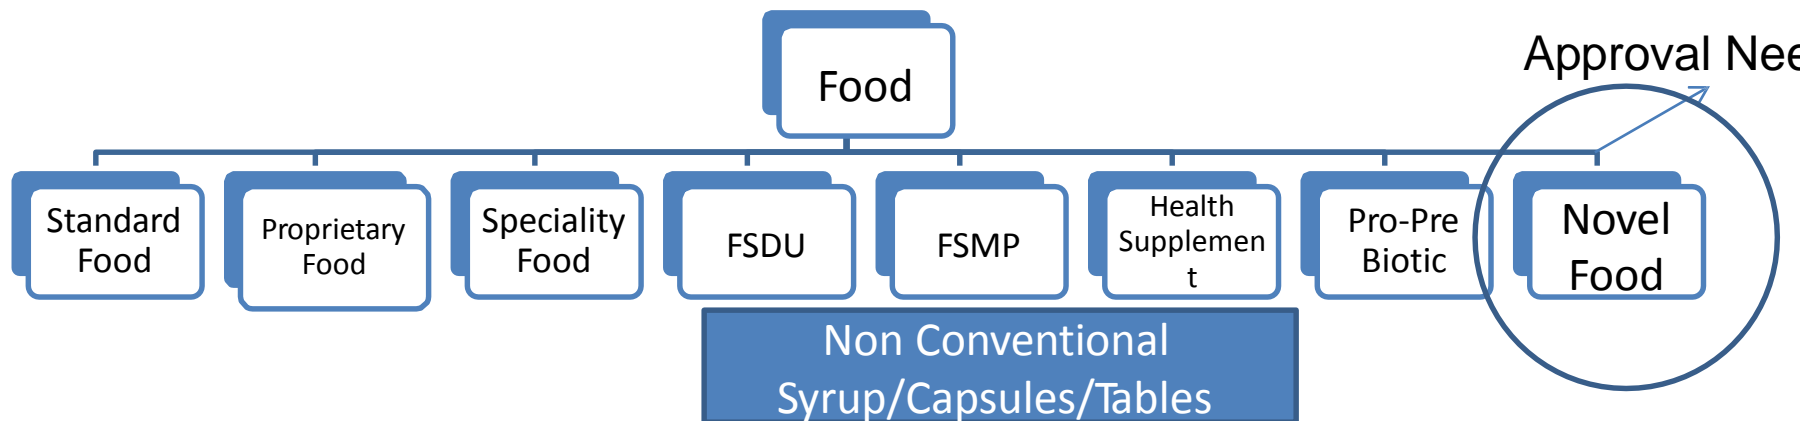 Food
Approval Nee
Standard
Food
Proprietary
Food
Speciality
Food
FSDU
FSMP
Health
Supplemen
t
Pro-Pre
Biotic
Novel
Food
Non Conventional
Syrup/Capsules/Tables